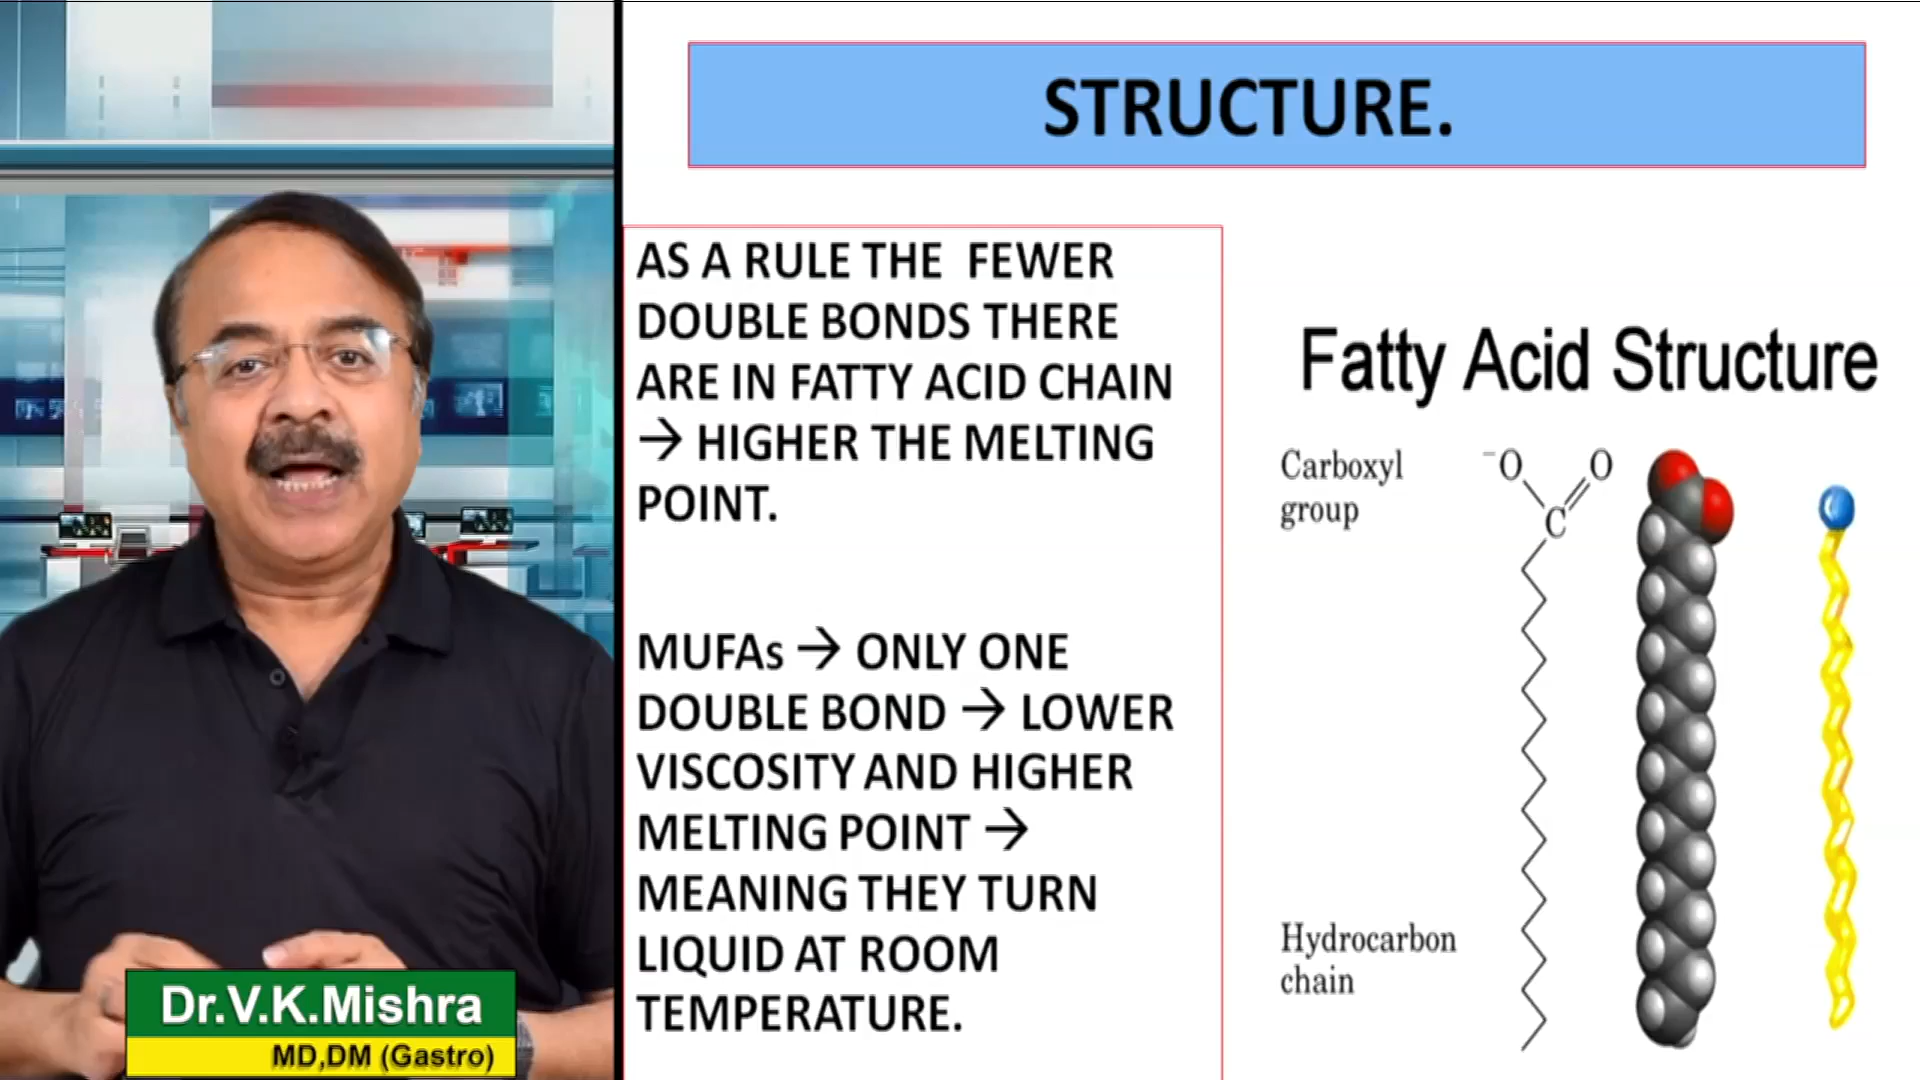 STRUCTURE.
AS A RULE THE FEWER
DOUBLE BONDS THERE
ARE IN FATTY ACID CHAIN
→ HIGHER THE MELTING
POINT.
MUFAs → ONLY ONE
DOUBLE BOND → LOWER
VISCOSITY AND HIGHER
MELTING POINT →
MEANING THEY TURN
LIQUID AT ROOM
TEMPERATURE.
Fatty Acid Structure
Carboxyl
group
⁻O
O
C
Hydrocarbon
chain
Dr.V.K.Mishra
MD,DM (Gastro)